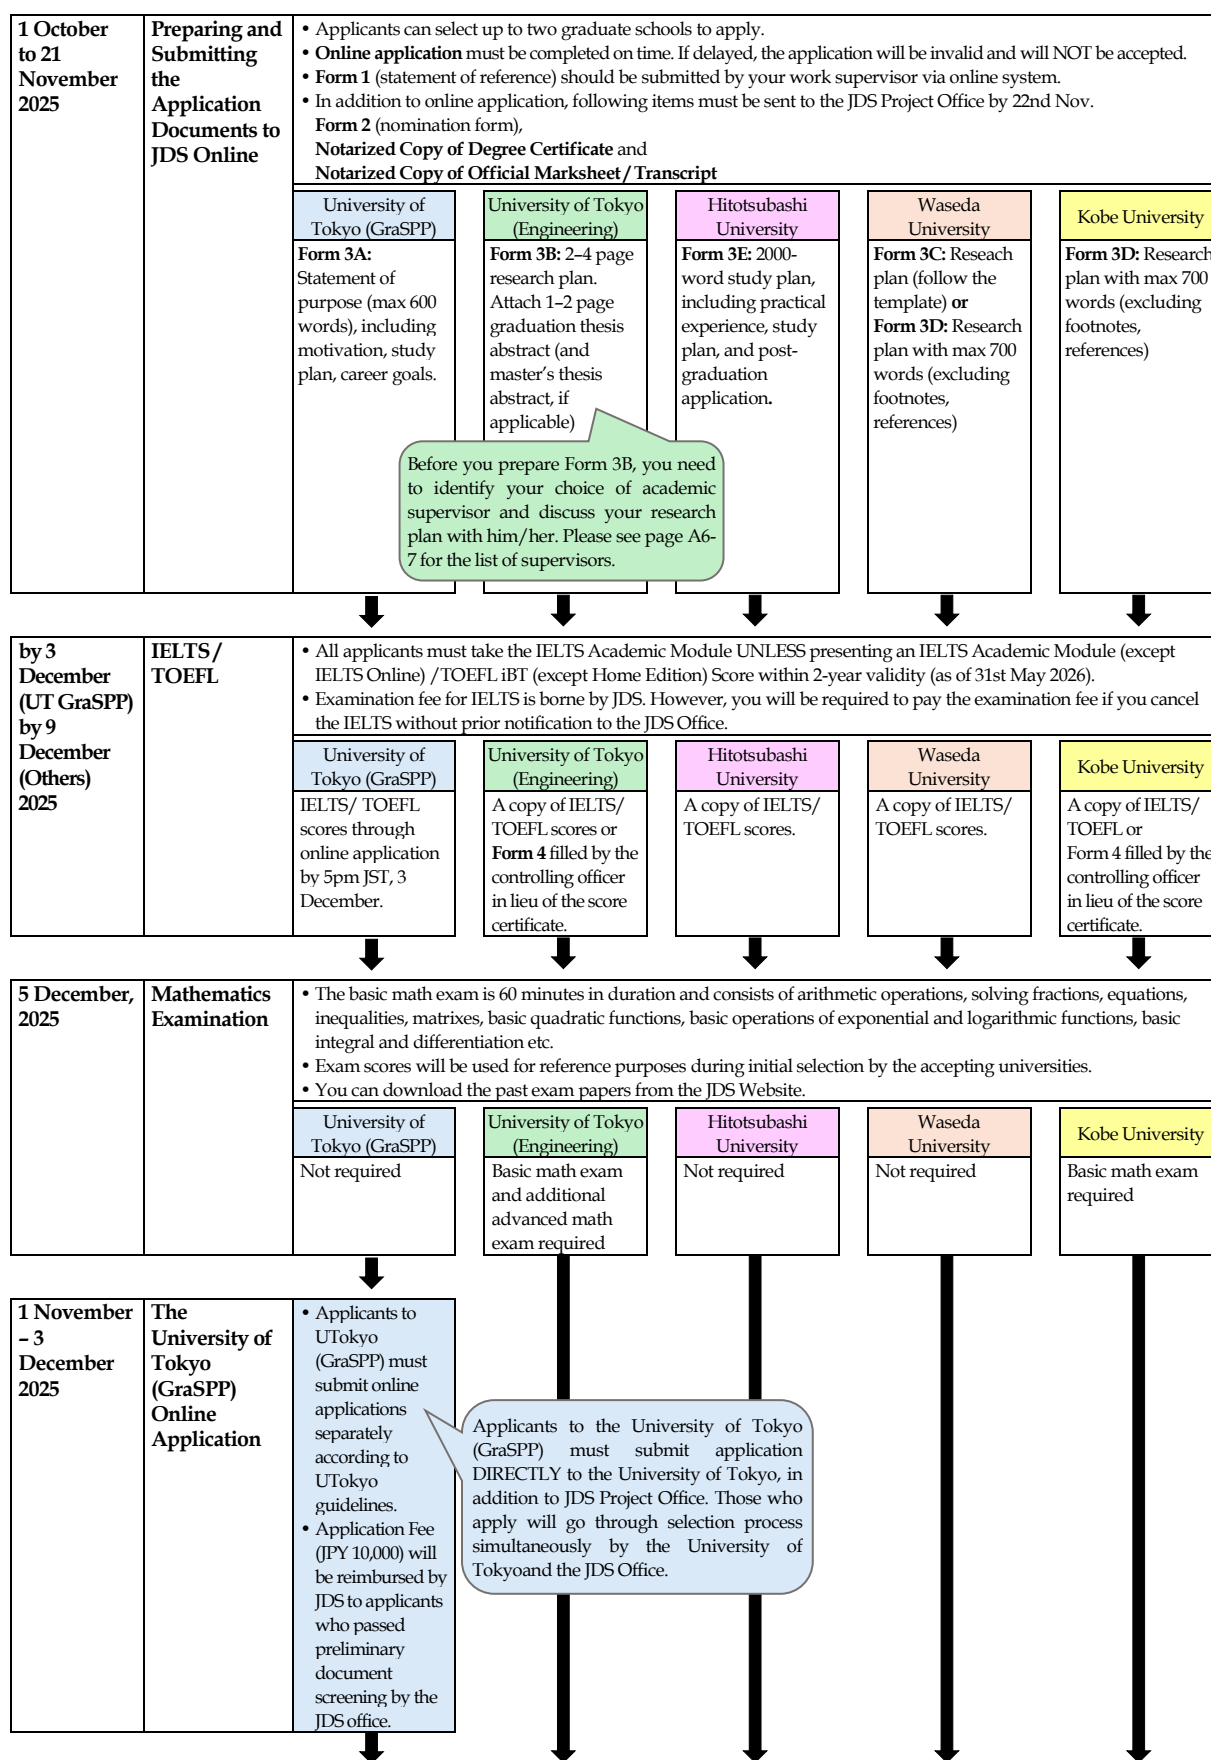 1 October
to 21
November
2025
Preparing and
Submitting
the
Application
Documents to
JDS Online
• Applicants can select up to two graduate schools to apply.
• Online application must be completed on time. If delayed, the application will be invalid and will NOT be accepted.
• Form 1 (statement of reference) should be submitted by your work supervisor via online system.
• In addition to online application, following items must be sent to the JDS Project Office by 22nd Nov.
Form 2 (nomination form),
Notarized Copy of Degree Certificate and
Notarized Copy of Official Marksheet/Transcript
University of
Tokyo (GraSPP)
Form 3A:
Statement of
purpose (max 600
words), including
motivation, study
plan, career goals.
University of Tokyo
(Engineering)
Form 3B: 2–4 page
research plan.
Attach 1–2 page
graduation thesis
abstract (and
master's thesis
abstract, if
applicable)
Hitotsubashi
University
Form 3E: 2000-
word study plan,
including practical
experience, study
plan, and post-
graduation
application.
Waseda
University
Form 3C: Reseach
plan (follow the
template) or
Form 3D: Research
plan with max 700
words (excluding
footnotes,
references)
Kobe University
Form 3D: Research
plan with max 700
words (excluding
footnotes,
references)
Before you prepare Form 3B, you need
to identify your choice of academic
supervisor and discuss your research
plan with him/her. Please see page A6-
7 for the list of supervisors.
by 3
December
(UT GraSPP)
by 9
December
(Others)
2025
IELTS/
TOEFL
• All applicants must take the IELTS Academic Module UNLESS presenting an IELTS Academic Module (except
IELTS Online) /TOEFL iBT (except Home Edition) Score within 2-year validity (as of 31st May 2026).
• Examination fee for IELTS is borne by JDS. However, you will be required to pay the examination fee if you cancel
the IELTS without prior notification to the JDS Office.
University of
Tokyo (GraSPP)
IELTS/ TOEFL
scores through
online application
by 5pm JST, 3
December.
University of Tokyo
(Engineering)
A copy of IELTS/
TOEFL scores or
Form 4 filled by the
controlling officer
in lieu of the score
certificate.
Hitotsubashi
University
A copy of IELTS/
TOEFL scores.
Waseda
University
A copy of IELTS/
TOEFL scores.
Kobe University
A copy of IELTS/
TOEFL or
Form 4 filled by the
controlling officer
in lieu of the score
certificate.
5 December,
2025
Mathematics
Examination
• The basic math exam is 60 minutes in duration and consists of arithmetic operations, solving fractions, equations,
inequalities, matrixes, basic quadratic functions, basic operations of exponential and logarithmic functions, basic
integral and differentiation etc.
• Exam scores will be used for reference purposes during initial selection by the accepting universities.
• You can download the past exam papers from the JDS Website.
University of
Tokyo (GraSPP)
Not required
University of Tokyo
(Engineering)
Basic math exam
and additional
advanced math
exam required
Hitotsubashi
University
Not required
Waseda
University
Not required
Kobe University
Basic math exam
required
1 November
– 3
December
2025
The
University of
Tokyo
(GraSPP)
Online
Application
• Applicants to
UTokyo
(GraSPP) must
submit online
applications
separately
according to
UTokyo
guidelines.
• Application Fee
(JPY 10,000) will
be reimbursed by
JDS to applicants
who passed
preliminary
document
screening by the
JDS office.
Applicants to the University of Tokyo
(GraSPP) must submit application
DIRECTLY to the University of Tokyo, in
addition to JDS Project Office. Those who
apply will go through selection process
simultaneously by the University of
Tokyoand the JDS Office.